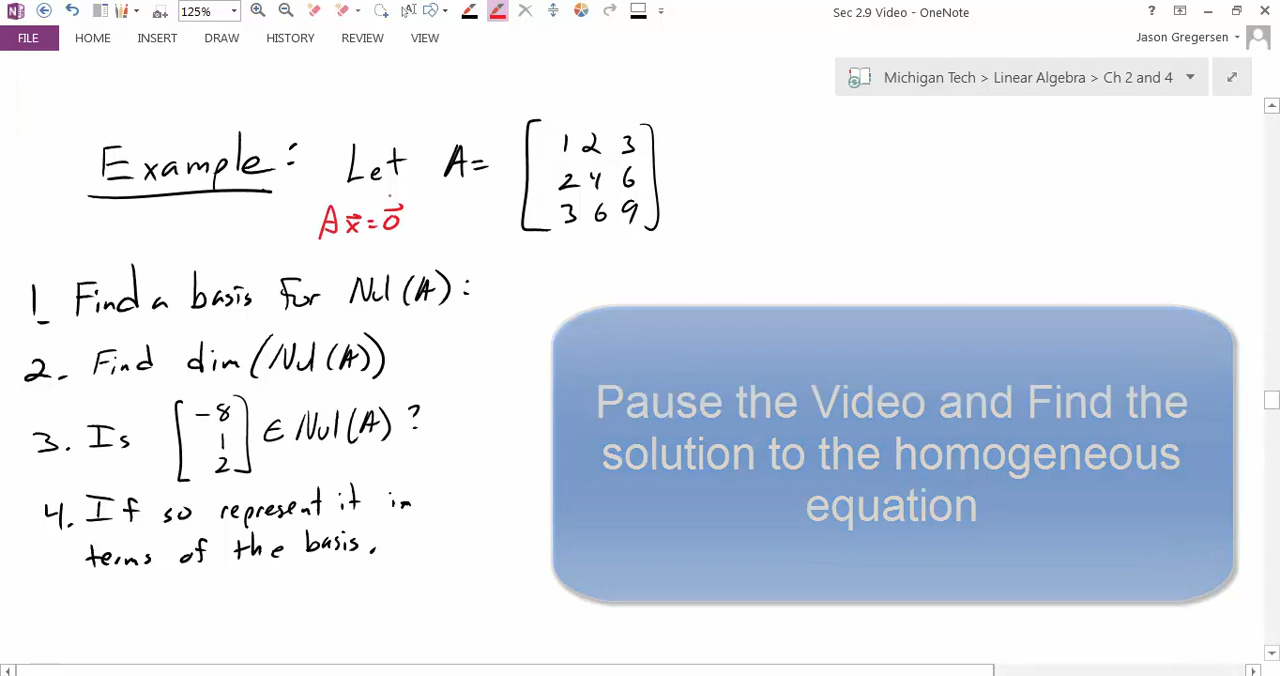 125%
Sec 2.9 Video - OneNote
FILE HOME INSERT DRAW HISTORY REVIEW VIEW
Jason Gregersen
Michigan Tech > Linear Algebra > Ch 2 and 4
Example: Let A= [1 2 3
2 4 6
3 6 9]
Ax⃗=0⃗
1. Find a basis for Nul(A):
2. Find dim(Nul(A))
3. Is [-8
1
2] ∈ Nul(A)?
4. If so represent it in
terms of the basis.
Pause the Video and Find the
solution to the homogeneous
equation